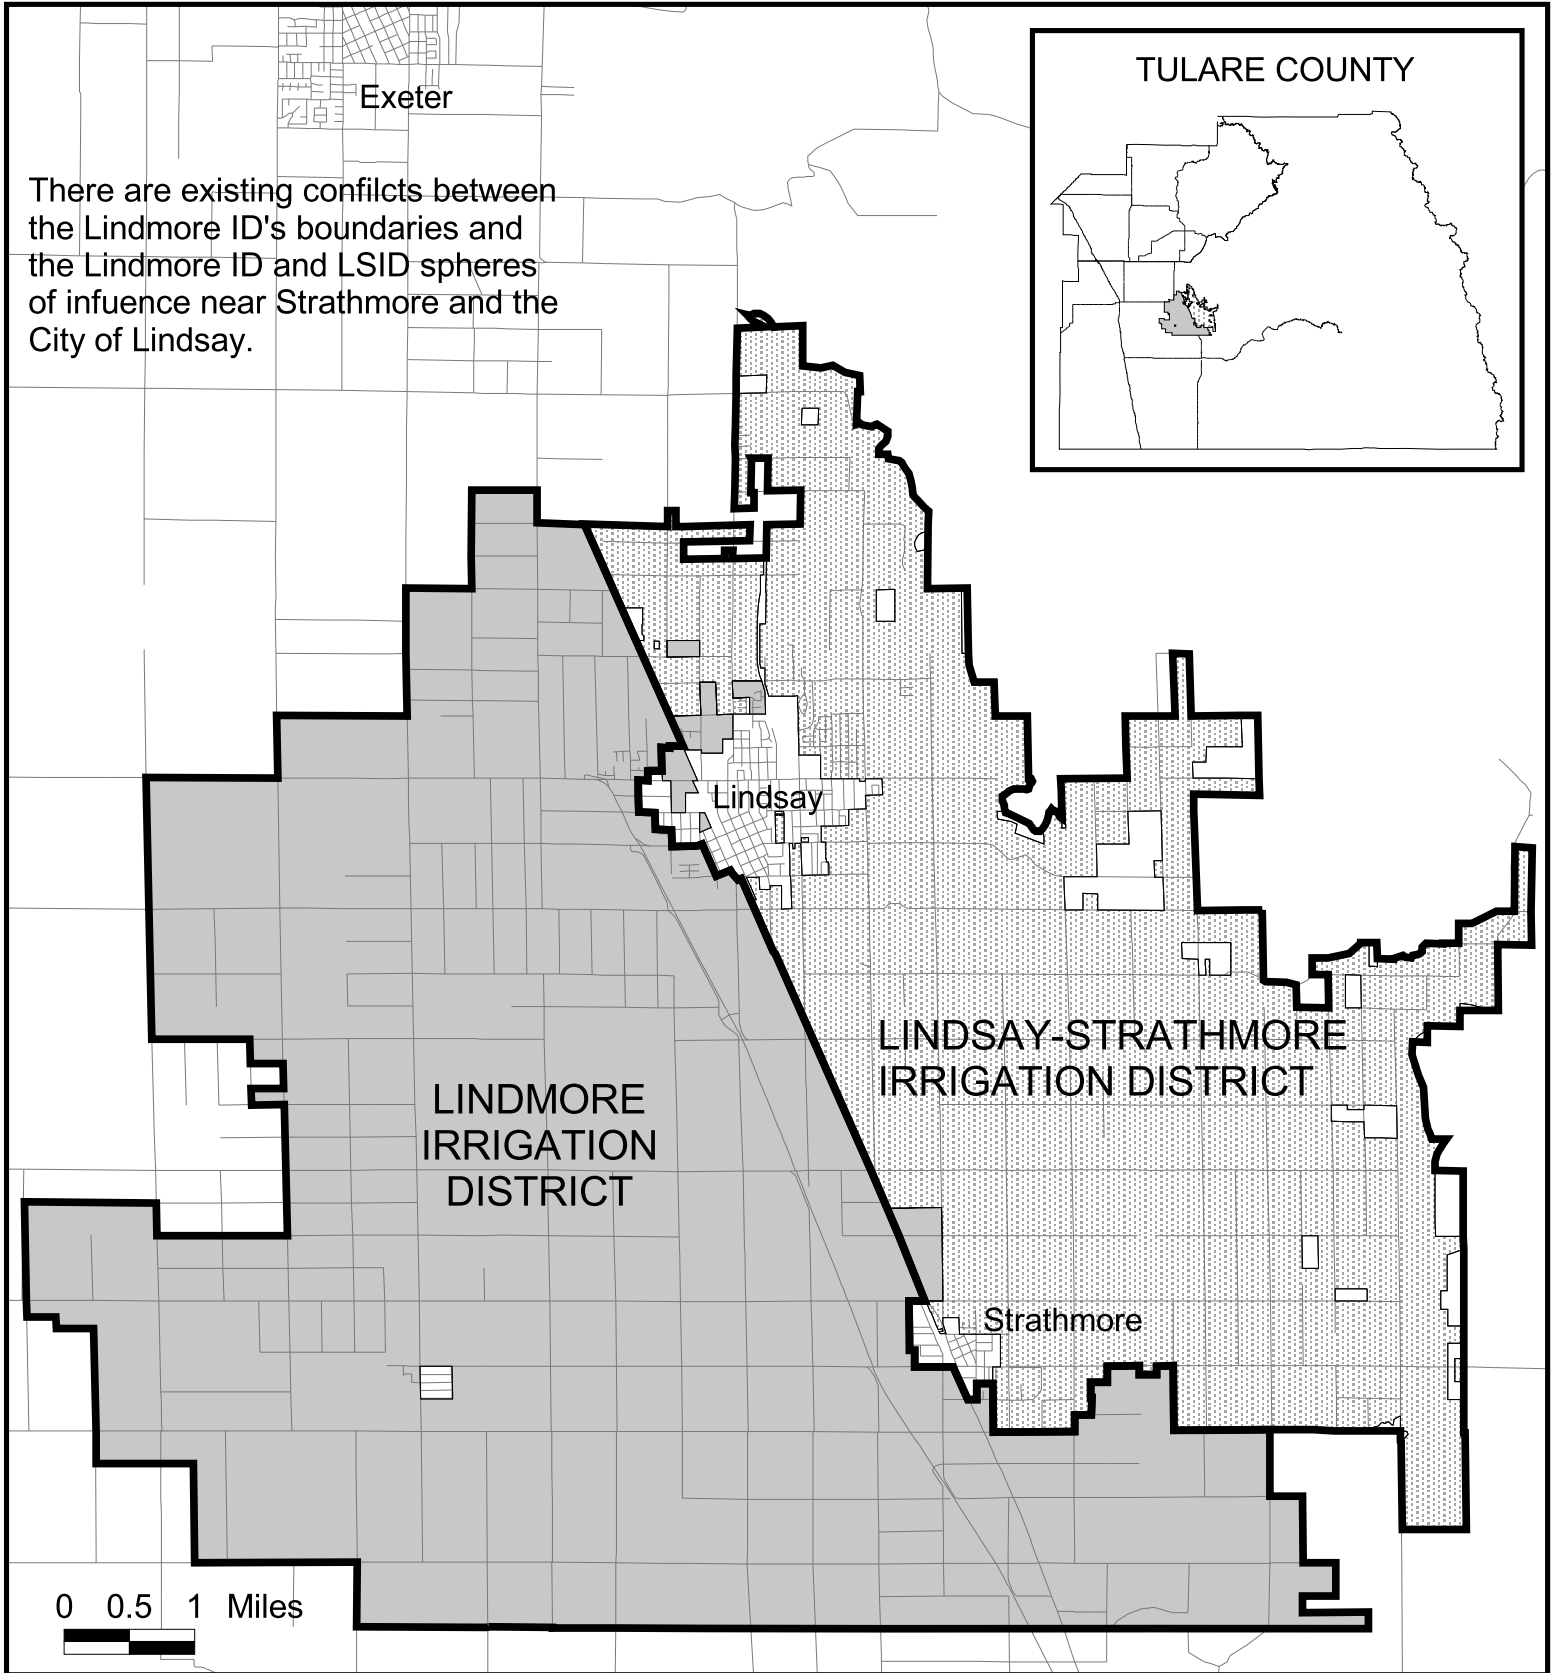 TULARE COUNTY
Exeter
There are existing confilcts between
the Lindmore ID's boundaries and
the Lindmore ID and LSID spheres
of infuence near Strathmore and the
City of Lindsay.
Lindsay
LINDSAY-STRATHMORE
IRRIGATION DISTRICT
LINDMORE
IRRIGATION
DISTRICT
Strathmore
0 0.5 1 Miles